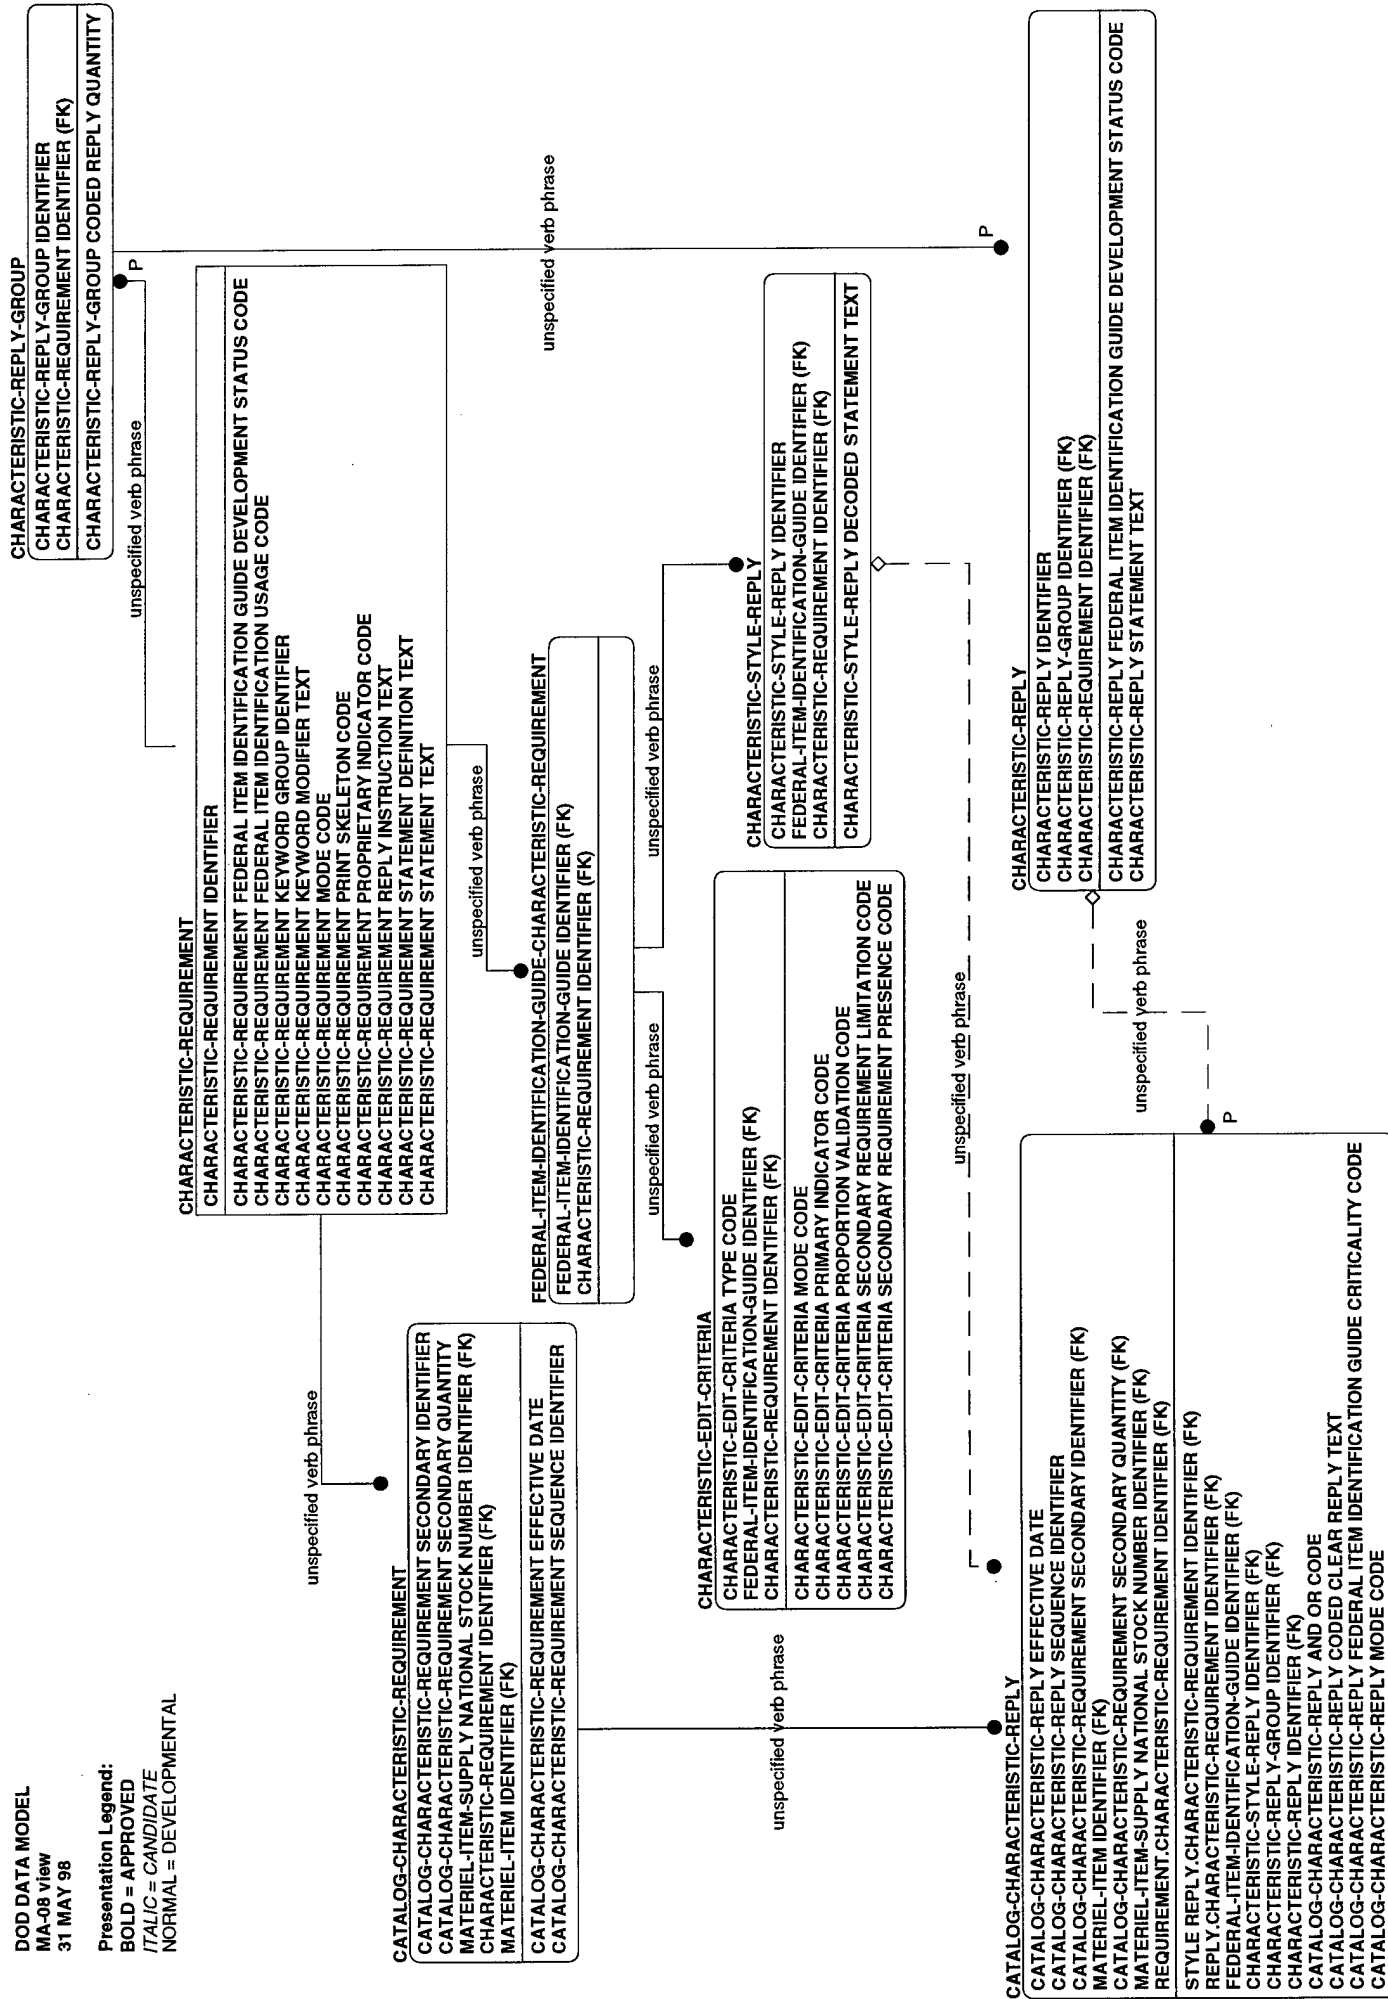 DOD DATA MODEL
MA-08 view
31 MAY 98
Presentation Legend:
BOLD = APPROVED
ITALIC = CANDIDATE
NORMAL = DEVELOPMENTAL
CHARACTERISTIC-REPLY-GROUP
CHARACTERISTIC-REPLY-GROUP IDENTIFIER
CHARACTERISTIC-REQUIREMENT IDENTIFIER (FK)
CHARACTERISTIC-REPLY-GROUP CODED REPLY QUANTITY
P
unspecified verb phrase
CHARACTERISTIC-REQUIREMENT
CHARACTERISTIC-REQUIREMENT IDENTIFIER
CHARACTERISTIC-REQUIREMENT FEDERAL ITEM IDENTIFICATION GUIDE DEVELOPMENT STATUS CODE
CHARACTERISTIC-REQUIREMENT FEDERAL ITEM IDENTIFICATION USAGE CODE
CHARACTERISTIC-REQUIREMENT KEYWORD GROUP IDENTIFIER
CHARACTERISTIC-REQUIREMENT KEYWORD MODIFIER TEXT
CHARACTERISTIC-REQUIREMENT MODE CODE
CHARACTERISTIC-REQUIREMENT PRINT SKELETON CODE
CHARACTERISTIC-REQUIREMENT PROPRIETARY INDICATOR CODE
CHARACTERISTIC-REQUIREMENT REPLY INSTRUCTION TEXT
CHARACTERISTIC-REQUIREMENT STATEMENT DEFINITION TEXT
CHARACTERISTIC-REQUIREMENT STATEMENT TEXT
unspecified verb phrase
unspecified verb phrase
unspecified verb phrase
CATALOG-CHARACTERISTIC-REQUIREMENT
CATALOG-CHARACTERISTIC-REQUIREMENT SECONDARY IDENTIFIER
CATALOG-CHARACTERISTIC-REQUIREMENT SECONDARY QUANTITY
MATERIEL-ITEM-SUPPLY NATIONAL STOCK NUMBER IDENTIFIER (FK)
CHARACTERISTIC-REQUIREMENT IDENTIFIER (FK)
MATERIEL-ITEM IDENTIFIER (FK)
CATALOG-CHARACTERISTIC-REQUIREMENT EFFECTIVE DATE
CATALOG-CHARACTERISTIC-REQUIREMENT SEQUENCE IDENTIFIER
FEDERAL-ITEM-IDENTIFICATION-GUIDE-CHARACTERISTIC-REQUIREMENT
FEDERAL-ITEM-IDENTIFICATION-GUIDE IDENTIFIER (FK)
CHARACTERISTIC-REQUIREMENT IDENTIFIER (FK)
unspecified verb phrase
unspecified verb phrase
CHARACTERISTIC-EDIT-CRITERIA
CHARACTERISTIC-EDIT-CRITERIA TYPE CODE
FEDERAL-ITEM-IDENTIFICATION-GUIDE IDENTIFIER (FK)
CHARACTERISTIC-REQUIREMENT IDENTIFIER (FK)
CHARACTERISTIC-EDIT-CRITERIA MODE CODE
CHARACTERISTIC-EDIT-CRITERIA PRIMARY INDICATOR CODE
CHARACTERISTIC-EDIT-CRITERIA PROPORTION VALIDATION CODE
CHARACTERISTIC-EDIT-CRITERIA SECONDARY REQUIREMENT LIMITATION CODE
CHARACTERISTIC-EDIT-CRITERIA SECONDARY REQUIREMENT PRESENCE CODE
CHARACTERISTIC-STYLE-REPLY
CHARACTERISTIC-STYLE-REPLY IDENTIFIER
FEDERAL-ITEM-IDENTIFICATION-GUIDE IDENTIFIER (FK)
CHARACTERISTIC-REQUIREMENT IDENTIFIER (FK)
CHARACTERISTIC-STYLE-REPLY DECODED STATEMENT TEXT
unspecified verb phrase
unspecified verb phrase
P
CATALOG-CHARACTERISTIC-REPLY
CATALOG-CHARACTERISTIC-REPLY EFFECTIVE DATE
CATALOG-CHARACTERISTIC-REPLY SEQUENCE IDENTIFIER
CATALOG-CHARACTERISTIC-REQUIREMENT SECONDARY IDENTIFIER (FK)
MATERIEL-ITEM IDENTIFIER (FK)
CATALOG-CHARACTERISTIC-REQUIREMENT SECONDARY QUANTITY (FK)
MATERIEL-ITEM-SUPPLY NATIONAL STOCK NUMBER IDENTIFIER (FK)
REQUIREMENT.CHARACTERISTIC-REQUIREMENT IDENTIFIER (FK)
STYLE REPLY.CHARACTERISTIC-REQUIREMENT IDENTIFIER (FK)
REPLY.CHARACTERISTIC-REQUIREMENT IDENTIFIER (FK)
FEDERAL-ITEM-IDENTIFICATION-GUIDE IDENTIFIER (FK)
CHARACTERISTIC-STYLE-REPLY IDENTIFIER (FK)
CHARACTERISTIC-REPLY-GROUP IDENTIFIER (FK)
CHARACTERISTIC-REPLY IDENTIFIER (FK)
CATALOG-CHARACTERISTIC-REPLY AND OR CODE
CATALOG-CHARACTERISTIC-REPLY CODED CLEAR REPLY TEXT
CATALOG-CHARACTERISTIC-REPLY FEDERAL ITEM IDENTIFICATION GUIDE CRITICALITY CODE
CATALOG-CHARACTERISTIC-REPLY MODE CODE
P
unspecified verb phrase
CHARACTERISTIC-REPLY
CHARACTERISTIC-REPLY IDENTIFIER
CHARACTERISTIC-REPLY-GROUP IDENTIFIER (FK)
CHARACTERISTIC-REQUIREMENT IDENTIFIER (FK)
CHARACTERISTIC-REPLY FEDERAL ITEM IDENTIFICATION GUIDE DEVELOPMENT STATUS CODE
CHARACTERISTIC-REPLY STATEMENT TEXT